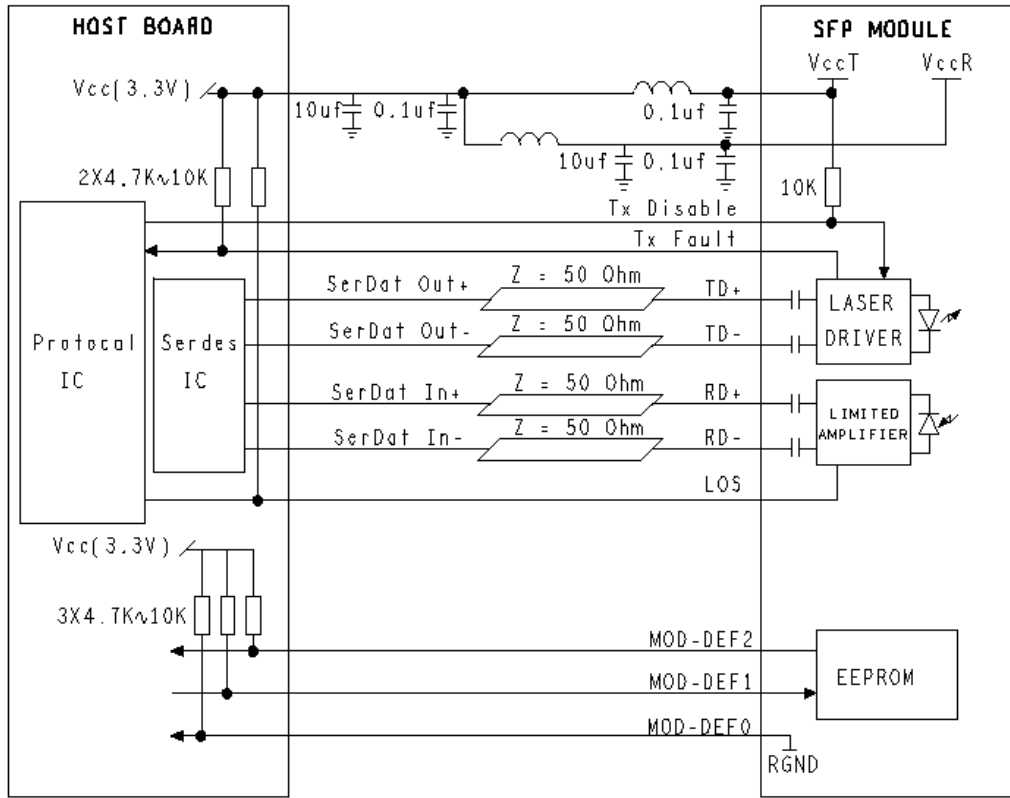 HOST BOARD
SFP MODULE
VccT
VccR
Vcc(3.3V)
10uf
0.1uf
0.1uf
10uf
0.1uf
2X4.7K~10K
10K
Tx Disable
Tx Fault
SerDat Out+
Z = 50 Ohm
TD+
SerDat Out-
Z = 50 Ohm
TD-
LASER
DRIVER
Protocal
IC
Serdes
IC
SerDat In+
Z = 50 Ohm
RD+
SerDat In-
Z = 50 Ohm
RD-
LIMITED
AMPLIFIER
LOS
Vcc(3.3V)
3X4.7K~10K
MOD-DEF2
MOD-DEF1
MOD-DEF0
EEPROM
RGND